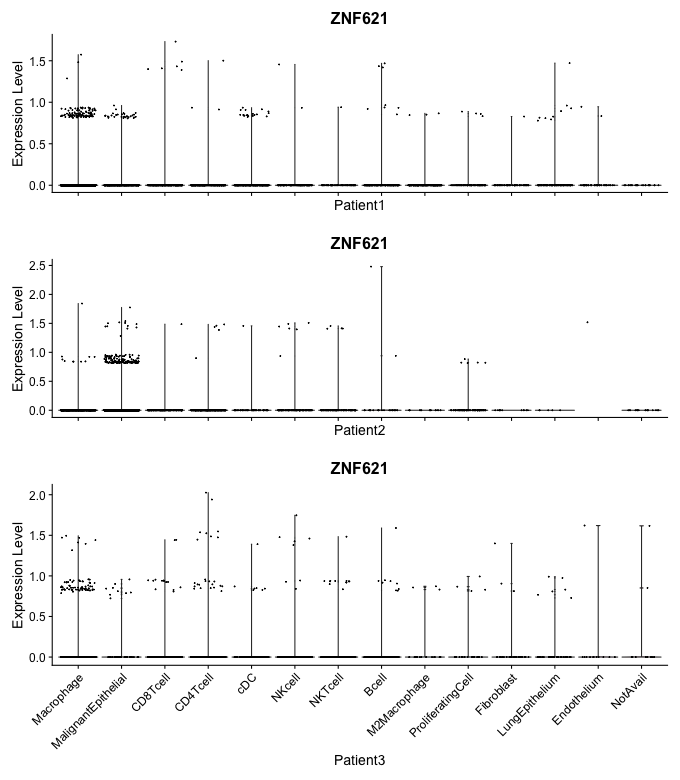 ZNF621
Expression Level
1.5
1.0
0.5
0.0
Patient1
ZNF621
Expression Level
2.5
2.0
1.5
1.0
0.5
0.0
Patient2
ZNF621
Expression Level
2.0
1.5
1.0
0.5
0.0
Macrophage
MalignantEpithelial
CD8Tcell
CD4Tcell
cDC
NKcell
NKTcell
Bcell
M2Macrophage
ProliferatingCell
Fibroblast
LungEpithelium
Endothelium
NotAvail
Patient3